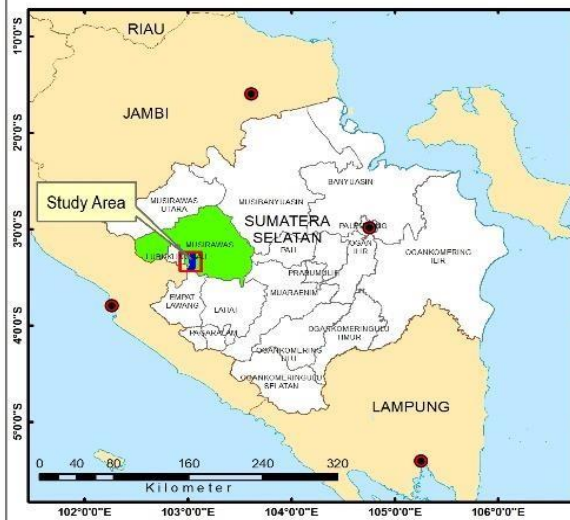 RIAU
JAMBI
Study Area
MUSIRAWAS
UTARA
MUSIBANYUASIN
BANYUASIN
MUSIRAWAS
SUMATERA
SELATAN
PALI
OGAN
ILIR
OGANKOMERING
ILIR
PRABUMULIH
MUARAENIM
EMPAT
LAWANG
LAHAT
PAGARALAM
OGANKOMERINGULU
TIMUR
OGANKOMERING
ULU
OGANKOMERINGULU
SELATAN
LAMPUNG
0 40 80 160 240 320
Kilometer
1°0'0"S
2°0'0"S
3°0'0"S
4°0'0"S
5°0'0"S
102°0'0"E 103°0'0"E 104°0'0"E 105°0'0"E 106°0'0"E